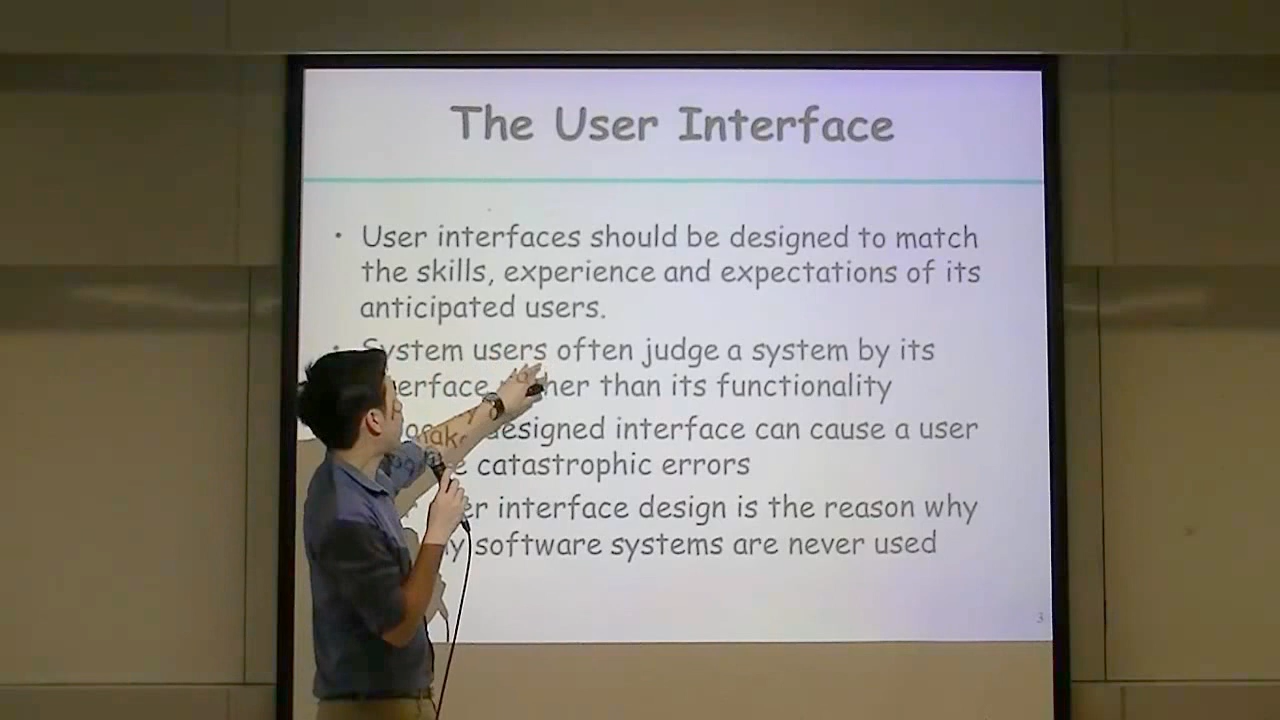 The User Interface
• User interfaces should be designed to match
the skills, experience and expectations of its
anticipated users.
• System users often judge a system by its
than its functionality
designed interface can cause a user
catastrophic errors
interface design is the reason why
software systems are never used
3